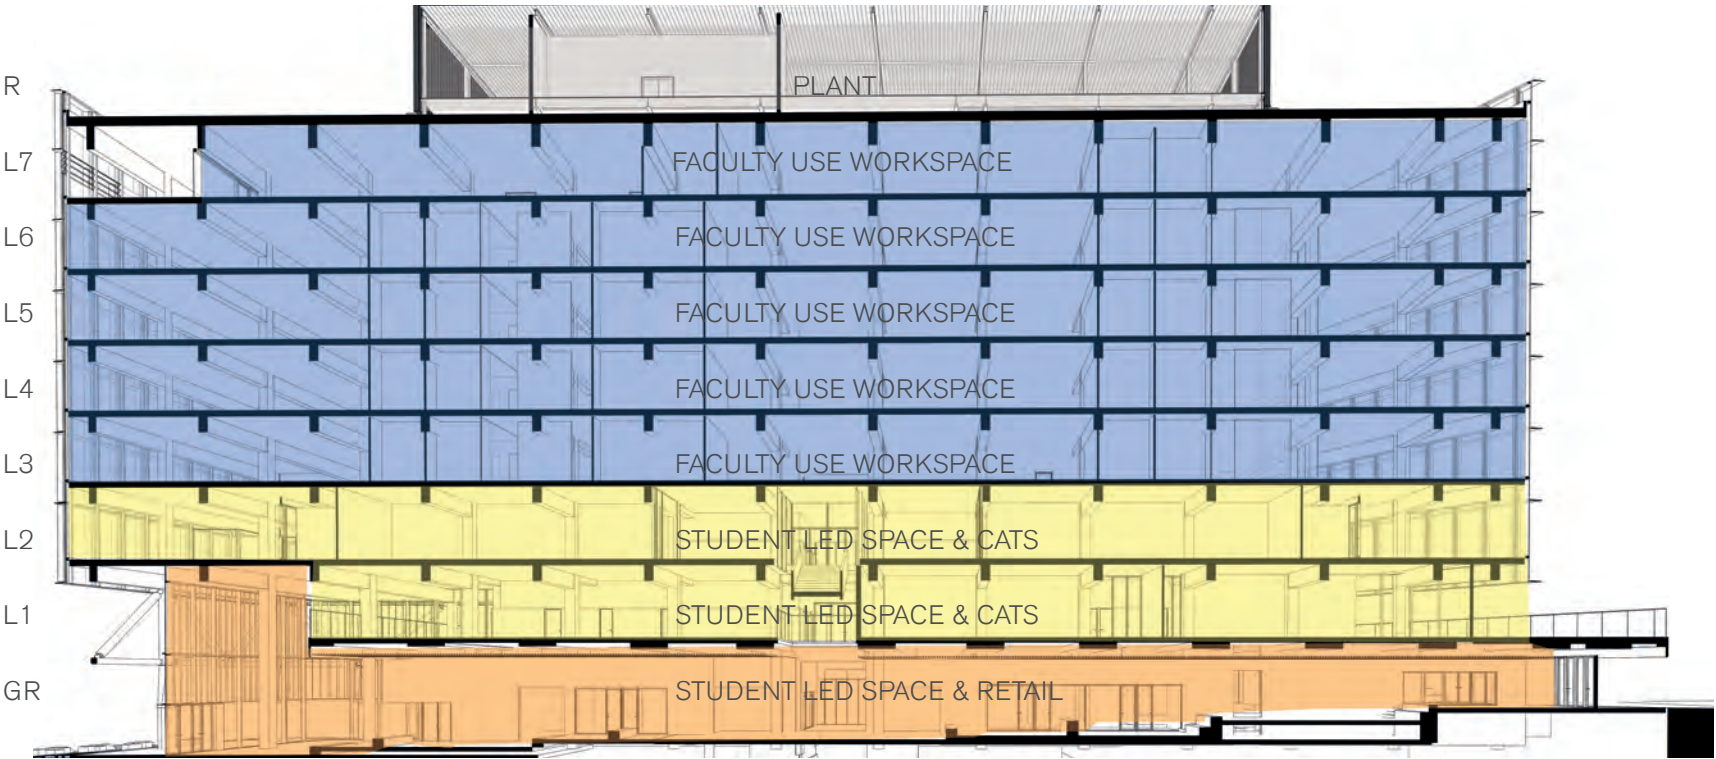 R PLANT
L7 FACULTY USE WORKSPACE
L6 FACULTY USE WORKSPACE
L5 FACULTY USE WORKSPACE
L4 FACULTY USE WORKSPACE
L3 FACULTY USE WORKSPACE
L2 STUDENT LED SPACE & CATS
L1 STUDENT LED SPACE & CATS
GR STUDENT LED SPACE & RETAIL